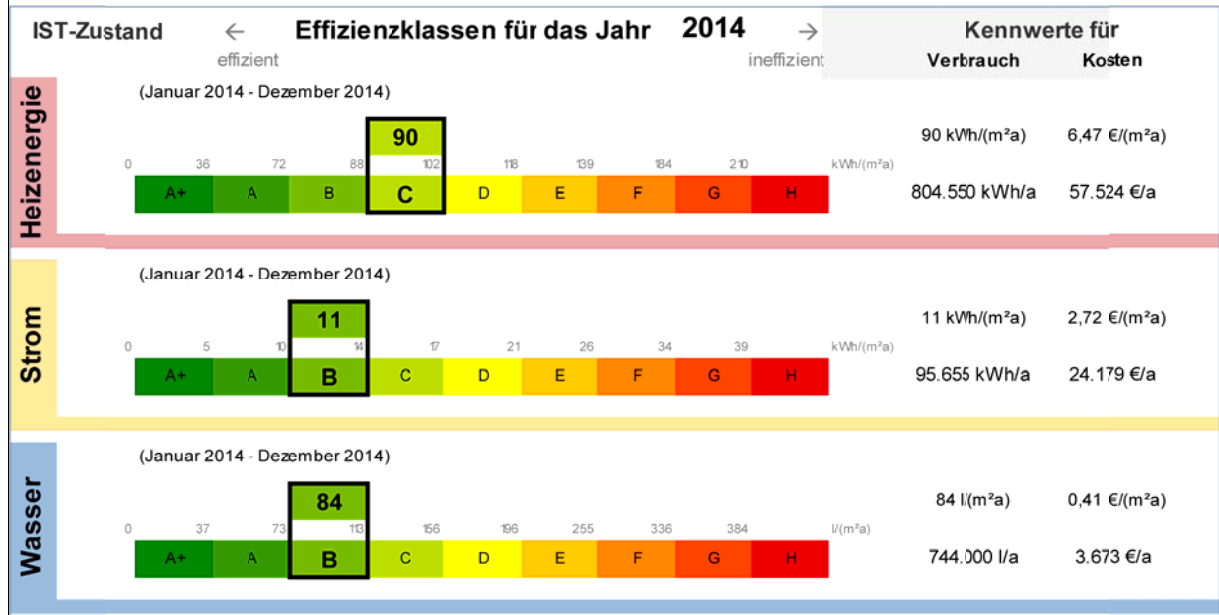 IST-Zustand ← Effizienzklassen für das Jahr 2014 → Kennwerte für
effizient ineffizient Verbrauch Kosten
Heizenergie
(Januar 2014 - Dezember 2014)
90 90 kWh/(m²a) 6,47 €/(m²a)
0 36 72 88 102 118 139 184 210 kWh/(m²a)
A+ A B C D E F G H 804.550 kWh/a 57.524 €/a
Strom
(Januar 2014 - Dezember 2014)
11 11 kWh/(m²a) 2,72 €/(m²a)
0 5 10 14 17 21 26 34 39 kWh/(m²a)
A+ A B C D E F G H 95.655 kWh/a 24.179 €/a
Wasser
(Januar 2014 - Dezember 2014)
84 84 l/(m²a) 0,41 €/(m²a)
0 37 73 113 156 196 255 336 384 l/(m²a)
A+ A B C D E F G H 744.000 l/a 3.673 €/a